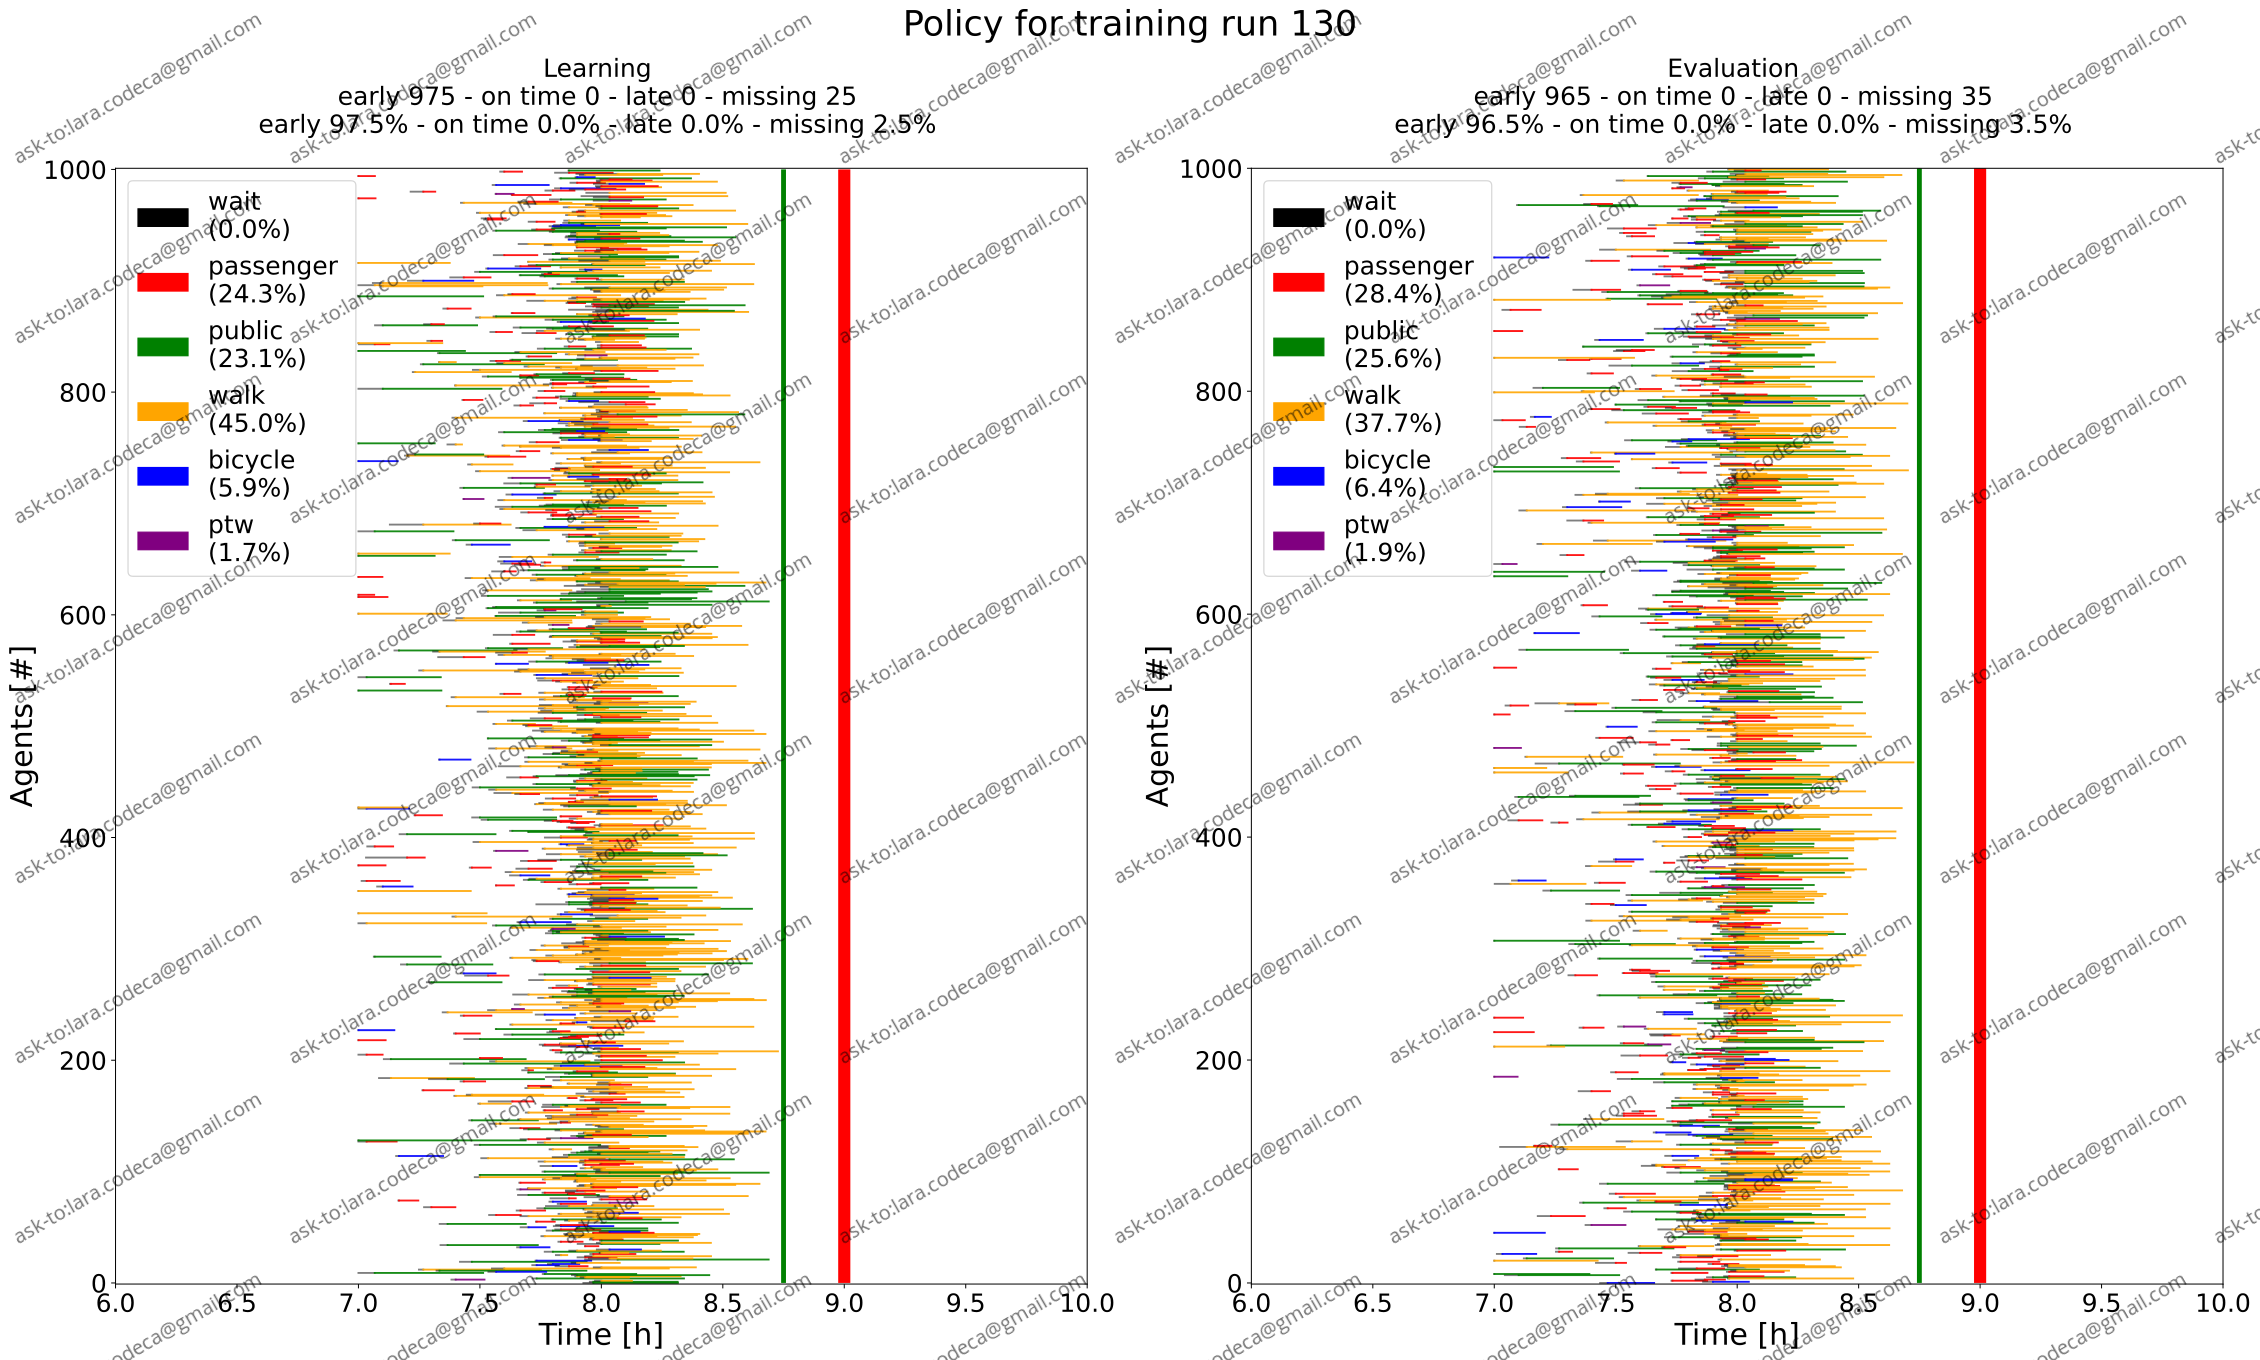 Policy for training run 130
Learning
early 975 - on time 0 - late 0 - missing 25
early 97.5% - on time 0.0% - late 0.0% - missing 2.5%
1000
800
600
400
200
0
Agents [#]
wait
(0.0%)
passenger
(24.3%)
public
(23.1%)
walk
(45.0%)
bicycle
(5.9%)
ptw
(1.7%)
6.0 6.5 7.0 7.5 8.0 8.5 9.0 9.5 10.0
Time [h]
Evaluation
early 965 - on time 0 - late 0 - missing 35
early 96.5% - on time 0.0% - late 0.0% - missing 3.5%
1000
800
600
400
200
0
Agents [#]
wait
(0.0%)
passenger
(28.4%)
public
(25.6%)
walk
(37.7%)
bicycle
(6.4%)
ptw
(1.9%)
6.0 6.5 7.0 7.5 8.0 8.5 9.0 9.5 10.0
Time [h]
ask-to:lara.codeca@gmail.com